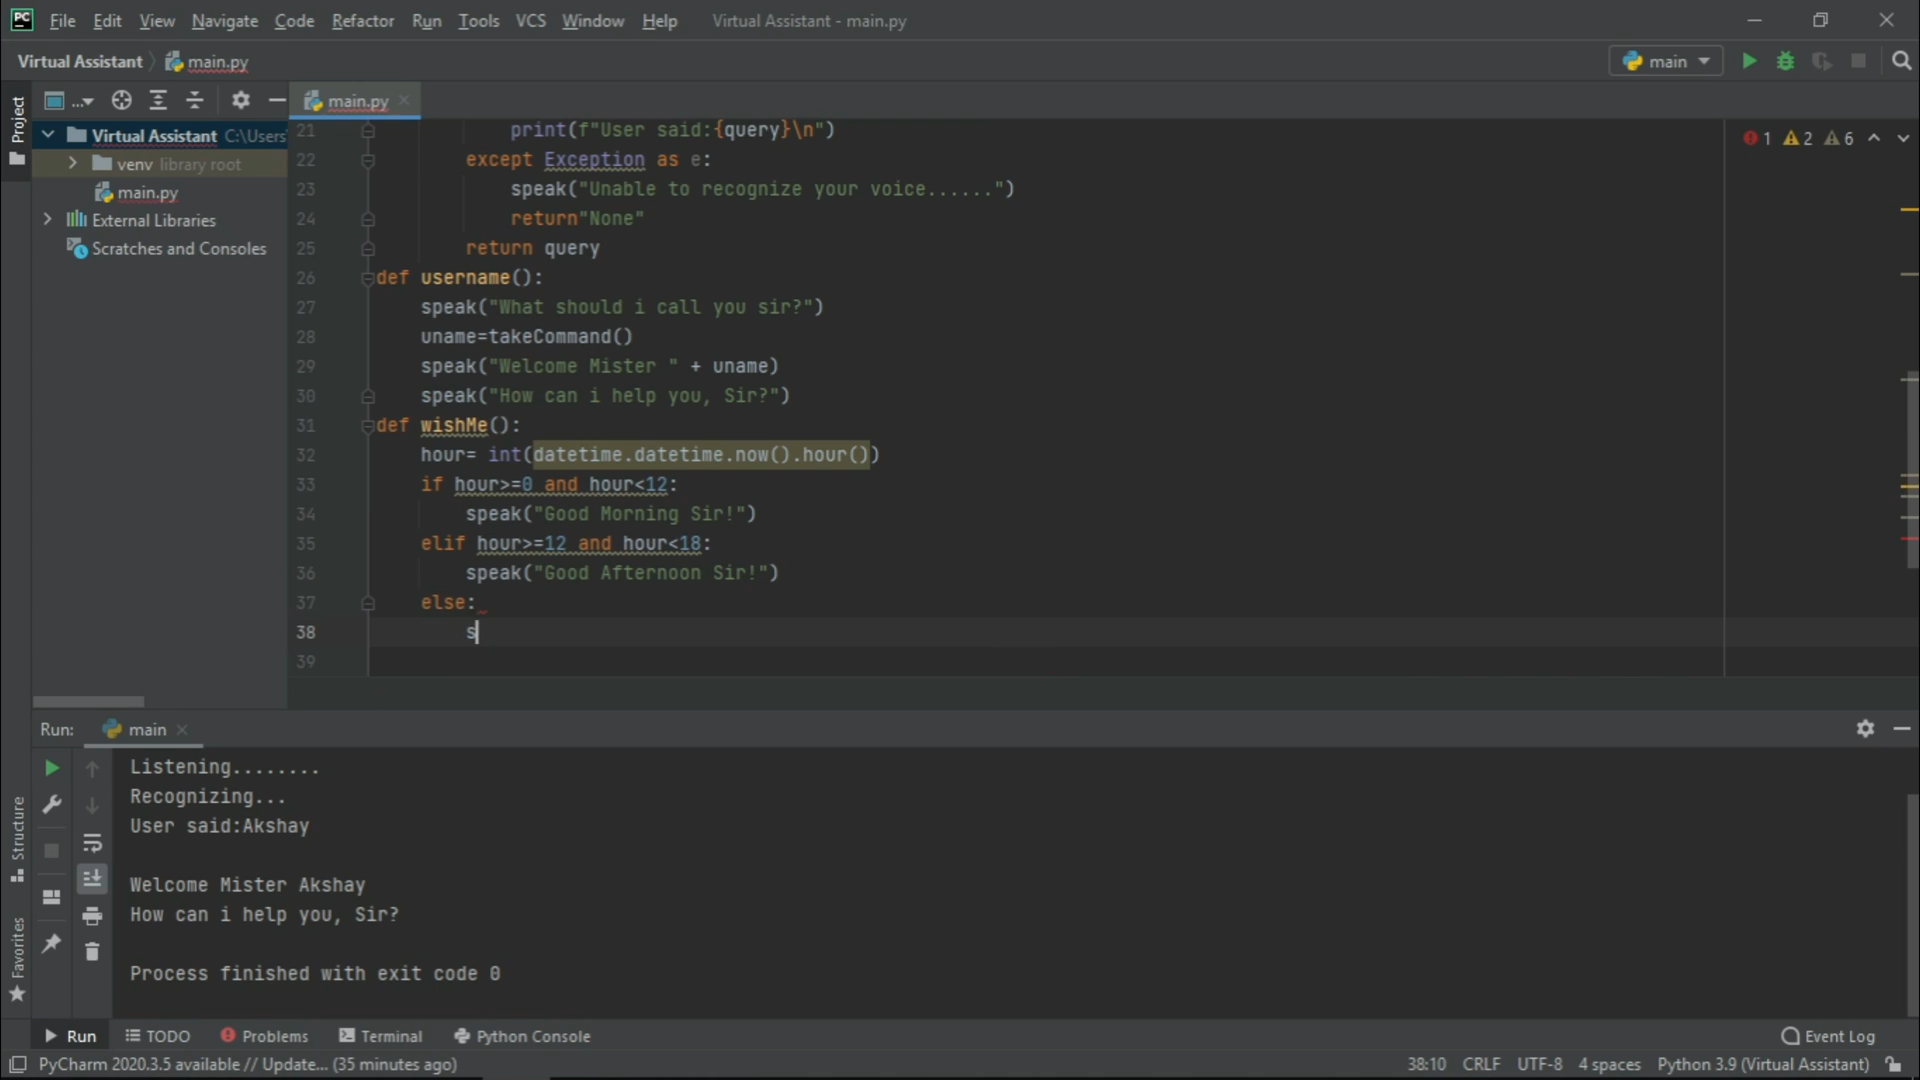 PC File Edit View Navigate Code Refactor Run Tools VCS Window Help Virtual Assistant - main.py
Virtual Assistant main.py main
Project ... main.py
Virtual Assistant C:\Users
venv library root
main.py
External Libraries
Scratches and Consoles
1 2 6
21 print(f"User said:{query}\n")
22 except Exception as e:
23 speak("Unable to recognize your voice......")
24 return"None"
25 return query
26 def username():
27 speak("What should i call you sir?")
28 uname=takeCommand()
29 speak("Welcome Mister " + uname)
30 speak("How can i help you, Sir?")
31 def wishMe():
32 hour= int(datetime.datetime.now().hour())
33 if hour>=0 and hour<12:
34 speak("Good Morning Sir!")
35 elif hour>=12 and hour<18:
36 speak("Good Afternoon Sir!")
37 else:
38 s
39
Run: main
Listening........
Recognizing...
User said:Akshay
Welcome Mister Akshay
How can i help you, Sir?
Process finished with exit code 0
Structure
Favorites
Run TODO Problems Terminal Python Console Event Log
PyCharm 2020.3.5 available // Update... (35 minutes ago) 38:10 CRLF UTF-8 4 spaces Python 3.9 (Virtual Assistant)